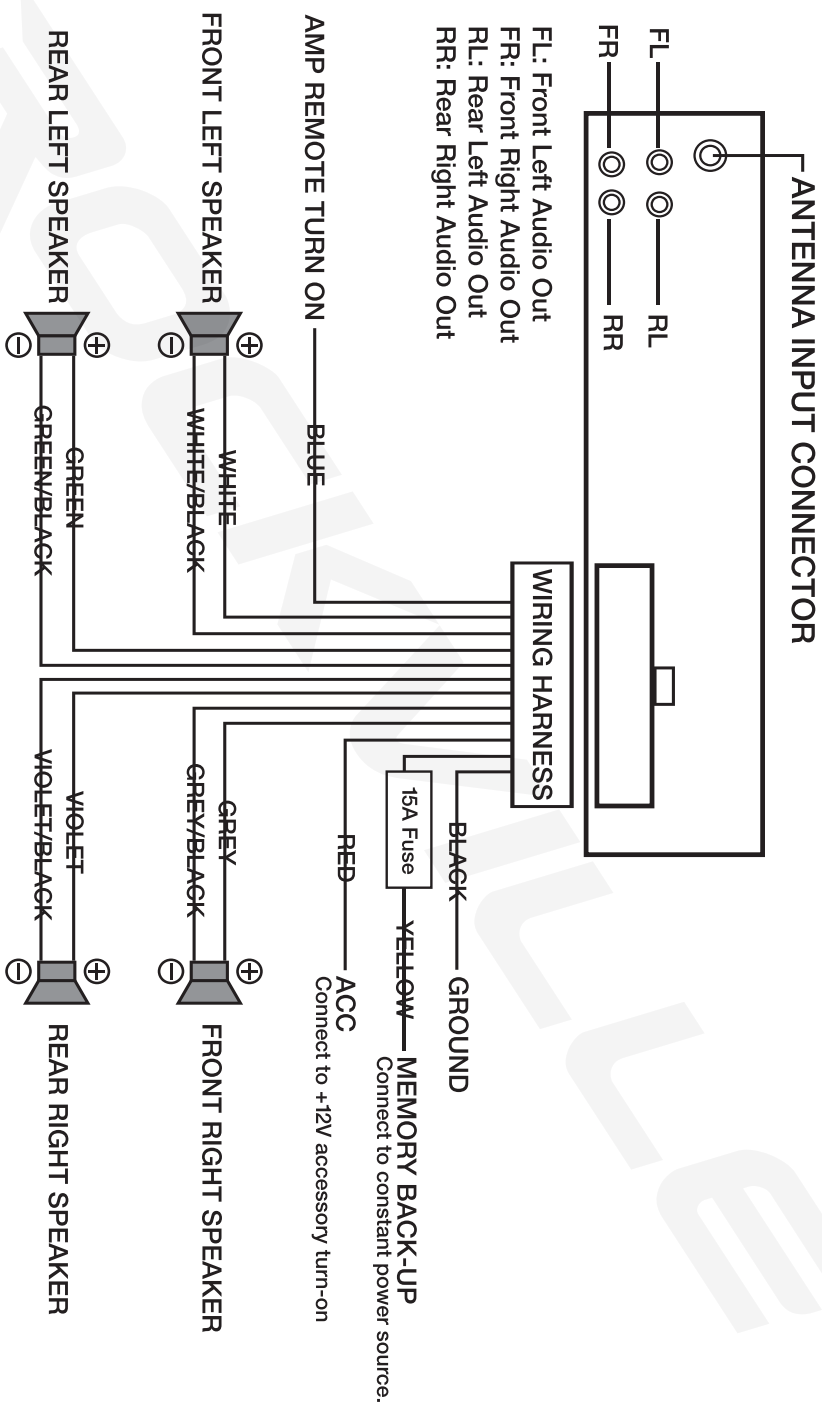 ANTENNA INPUT CONNECTOR
FL
RL
FR
RR
FL: Front Left Audio Out
FR: Front Right Audio Out
RL: Rear Left Audio Out
RR: Rear Right Audio Out
WIRING HARNESS
BLACK
GROUND
15A Fuse
YELLOW
MEMORY BACK-UP
Connect to constant power source.
AMP REMOTE TURN ON
BLUE
RED
ACC
Connect to +12V accessory turn-on
FRONT LEFT SPEAKER
WHITE
WHITE/BLACK
GREY
GREY/BLACK
FRONT RIGHT SPEAKER
REAR LEFT SPEAKER
GREEN
GREEN/BLACK
VIOLET
VIOLET/BLACK
REAR RIGHT SPEAKER
ROCKVILLE